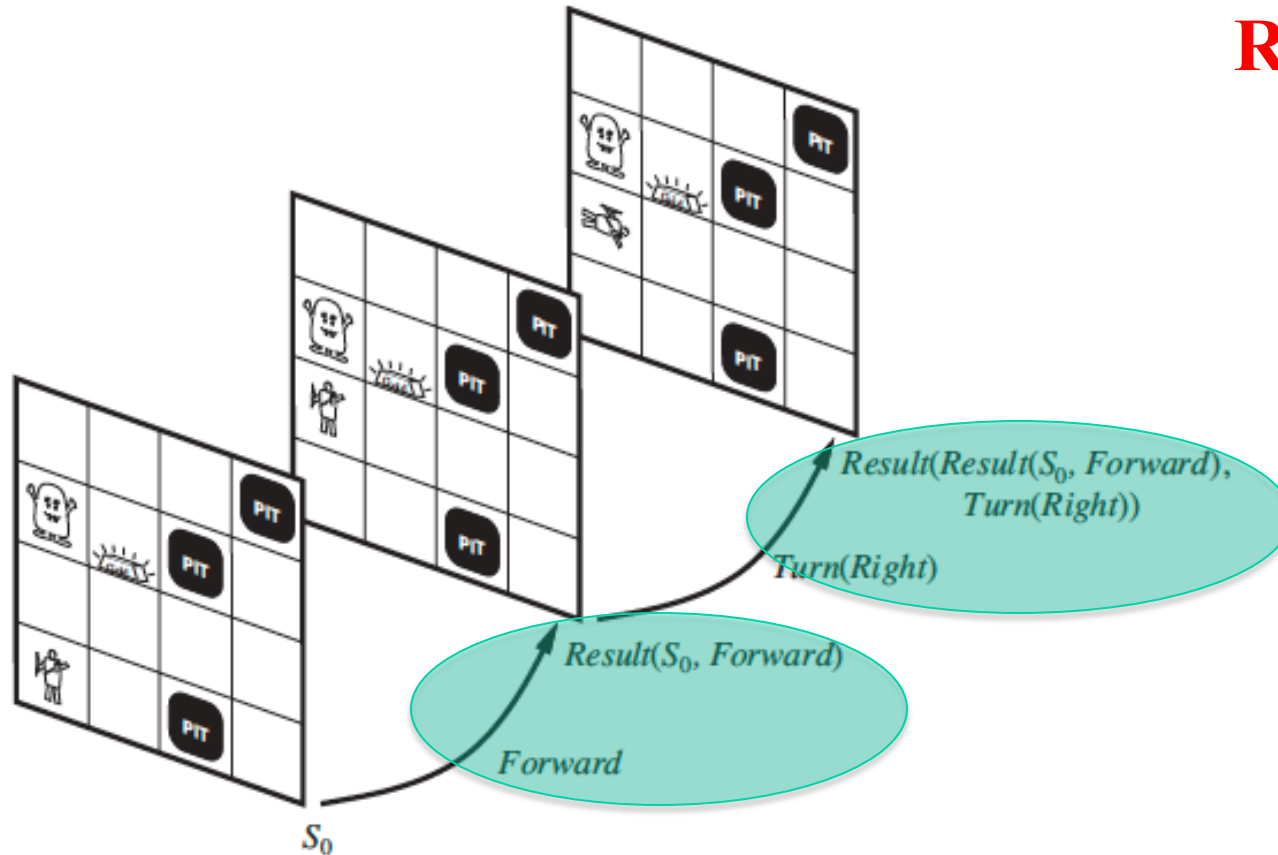 R
PIT
PIT
PIT
PIT
PIT
PIT
Result(Result(S₀, Forward),
Turn(Right))
Turn(Right)
PIT
PIT
PIT
Result(S₀, Forward)
Forward
S₀